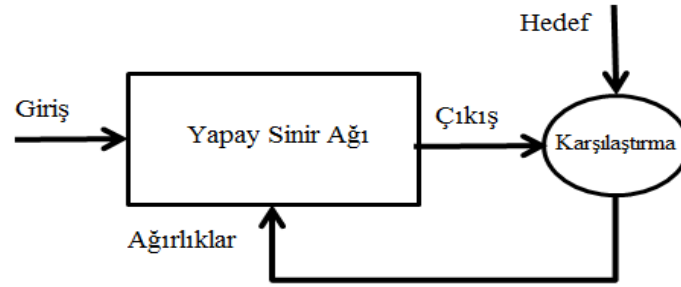 Hedef
Giriş
Yapay Sinir Ağı
Çıkış
Karşılaştırma
Ağırlıklar